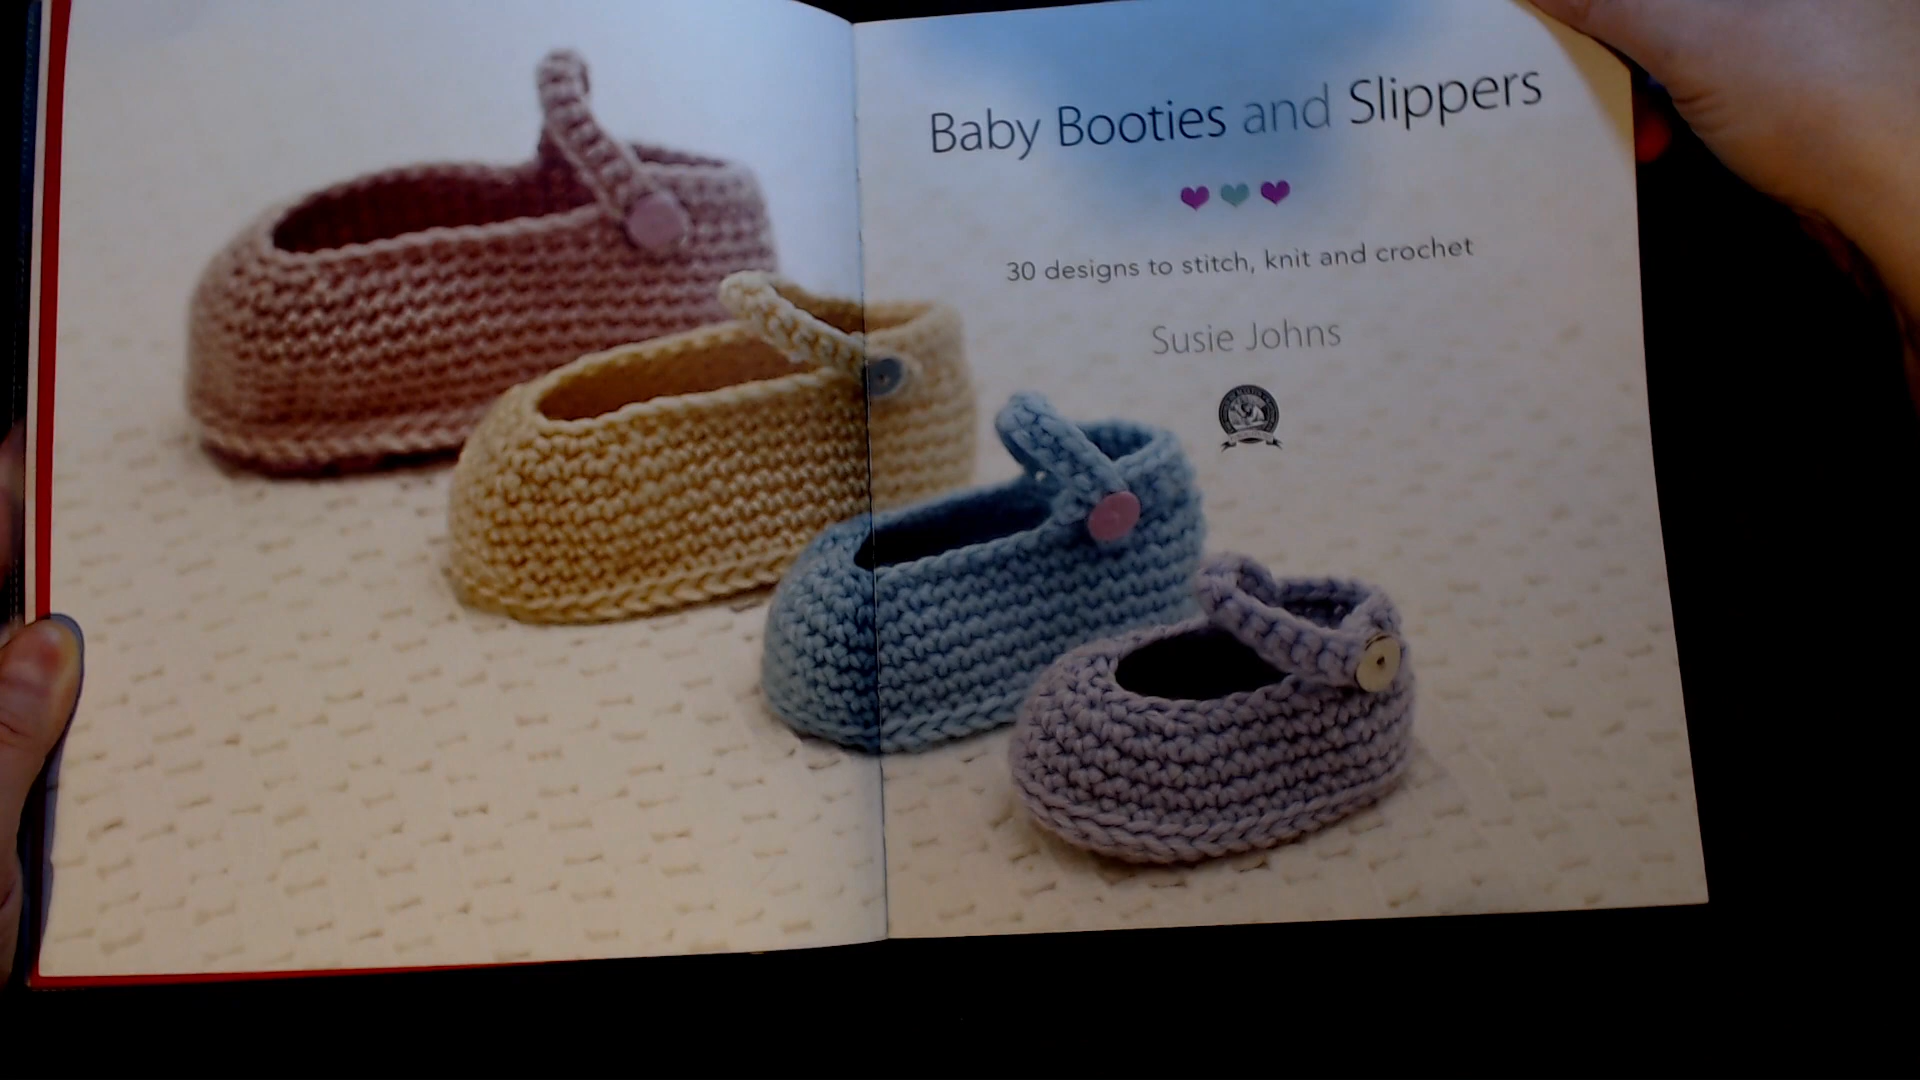 Baby Booties and Slippers
30 designs to stitch, knit and crochet
Susie Johns